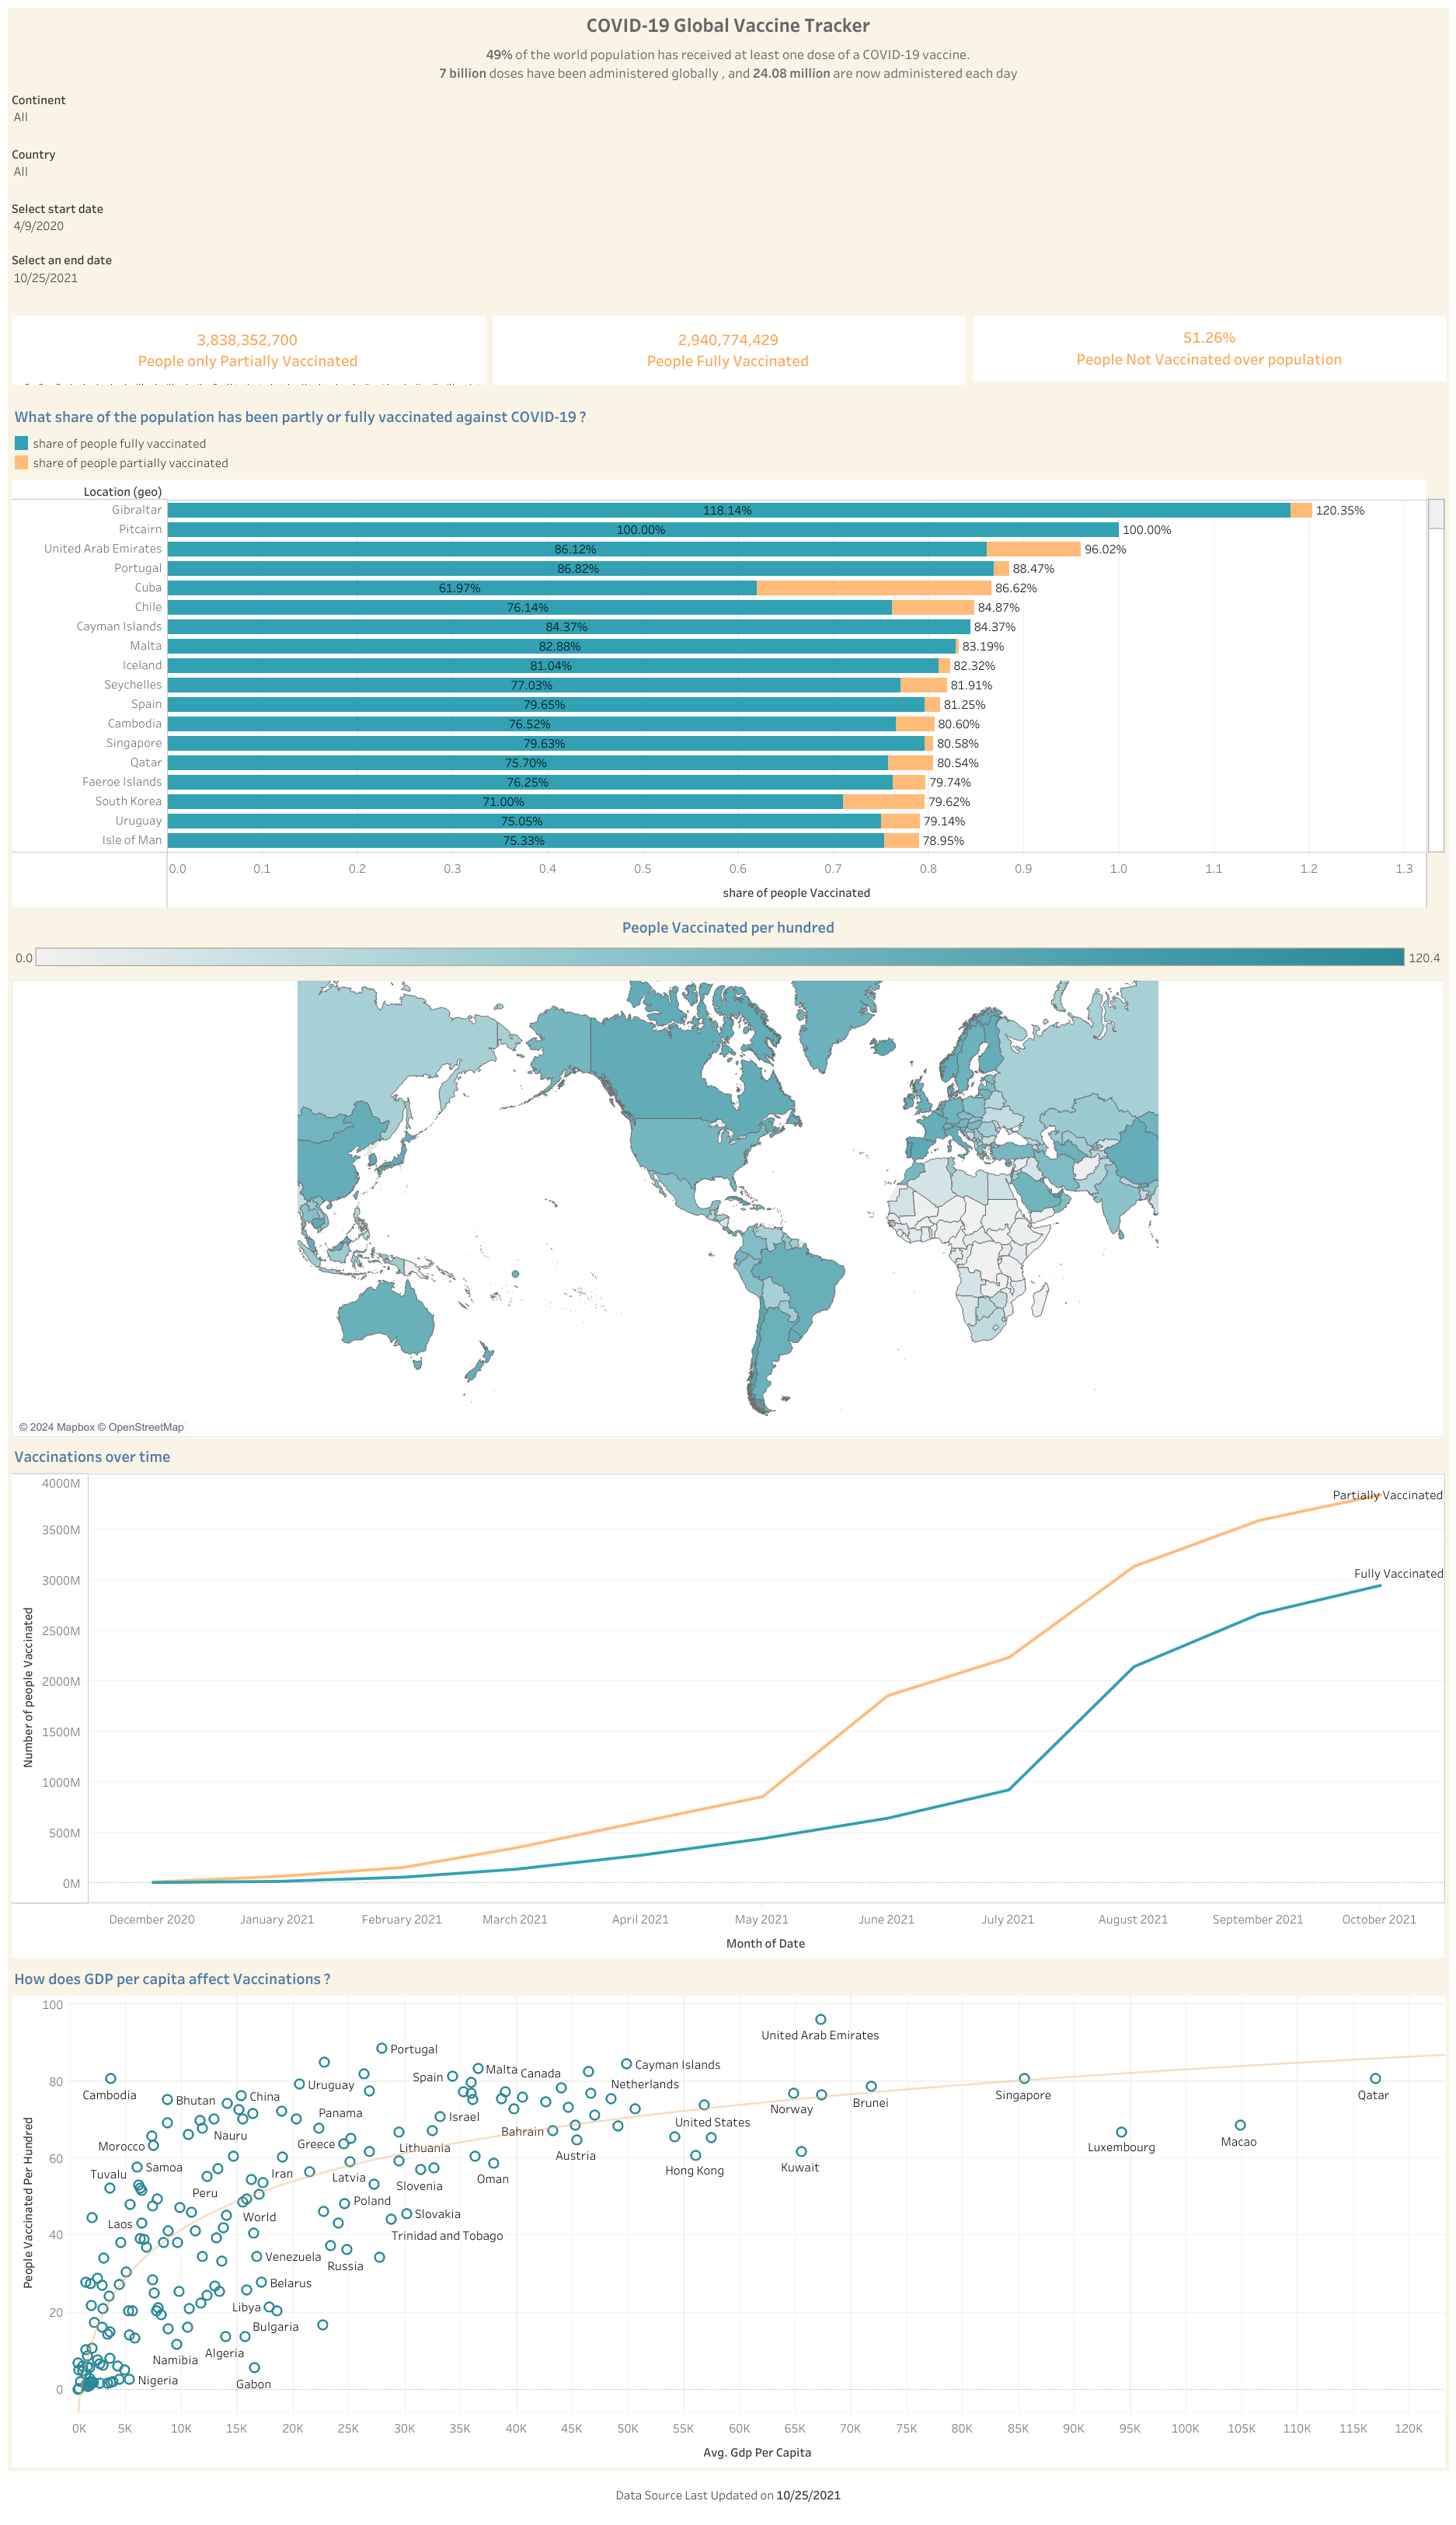 COVID-19 Global Vaccine Tracker
49% of the world population has received at least one dose of a COVID-19 vaccine.
7 billion doses have been administered globally , and 24.08 million are now administered each day
Continent
All
Country
All
Select start date
4/9/2020
Select an end date
10/25/2021
3,838,352,700
People only Partially Vaccinated
2,940,774,429
People Fully Vaccinated
51.26%
People Not Vaccinated over population
What share of the population has been partly or fully vaccinated against COVID-19 ?
share of people fully vaccinated
share of people partially vaccinated
Location (geo)
Gibraltar 118.14% 120.35%
Pitcairn 100.00% 100.00%
United Arab Emirates 86.12% 96.02%
Portugal 86.82% 88.47%
Cuba 61.97% 86.62%
Chile 76.14% 84.87%
Cayman Islands 84.37% 84.37%
Malta 82.88% 83.19%
Iceland 81.04% 82.32%
Seychelles 77.03% 81.91%
Spain 79.65% 81.25%
Cambodia 76.52% 80.60%
Singapore 79.63% 80.58%
Qatar 75.70% 80.54%
Faeroe Islands 76.25% 79.74%
South Korea 71.00% 79.62%
Uruguay 75.05% 79.14%
Isle of Man 75.33% 78.95%
0.0 0.1 0.2 0.3 0.4 0.5 0.6 0.7 0.8 0.9 1.0 1.1 1.2 1.3
share of people Vaccinated
People Vaccinated per hundred
0.0 120.4
© 2024 Mapbox © OpenStreetMap
Vaccinations over time
Number of people Vaccinated
4000M
3500M
3000M
2500M
2000M
1500M
1000M
500M
0M
Partially Vaccinated
Fully Vaccinated
December 2020 January 2021 February 2021 March 2021 April 2021 May 2021 June 2021 July 2021 August 2021 September 2021 October 2021
Month of Date
How does GDP per capita affect Vaccinations ?
People Vaccinated Per Hundred
100
80
60
40
20
0
United Arab Emirates
Portugal
Cayman Islands
Malta
Canada
Spain
Netherlands
Uruguay
Cambodia
Bhutan
China
Norway
Brunei
Singapore
Qatar
Panama
Israel
United States
Nauru
Bahrain
Morocco
Greece
Lithuania
Austria
Hong Kong
Kuwait
Luxembourg
Macao
Tuvalu
Samoa
Iran
Latvia
Slovenia
Oman
Peru
Poland
Laos
World
Slovakia
Trinidad and Tobago
Venezuela
Russia
Belarus
Libya
Bulgaria
Algeria
Namibia
Nigeria
Gabon
0K 5K 10K 15K 20K 25K 30K 35K 40K 45K 50K 55K 60K 65K 70K 75K 80K 85K 90K 95K 100K 105K 110K 115K 120K
Avg. Gdp Per Capita
Data Source Last Updated on 10/25/2021